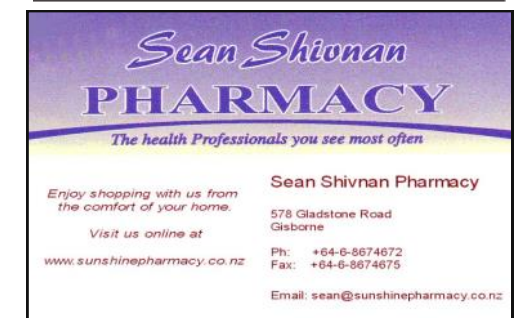 Sean Shivnan
PHARMACY
The health Professionals you see most often
Enjoy shopping with us from
the comfort of your home.
Visit us online at
www.sunshinepharmacy.co.nz
Sean Shivnan Pharmacy
578 Gladstone Road
Gisborne
Ph: +64-6-8674672
Fax: +64-6-8674675
Email: sean@sunshinepharmacy.co.nz